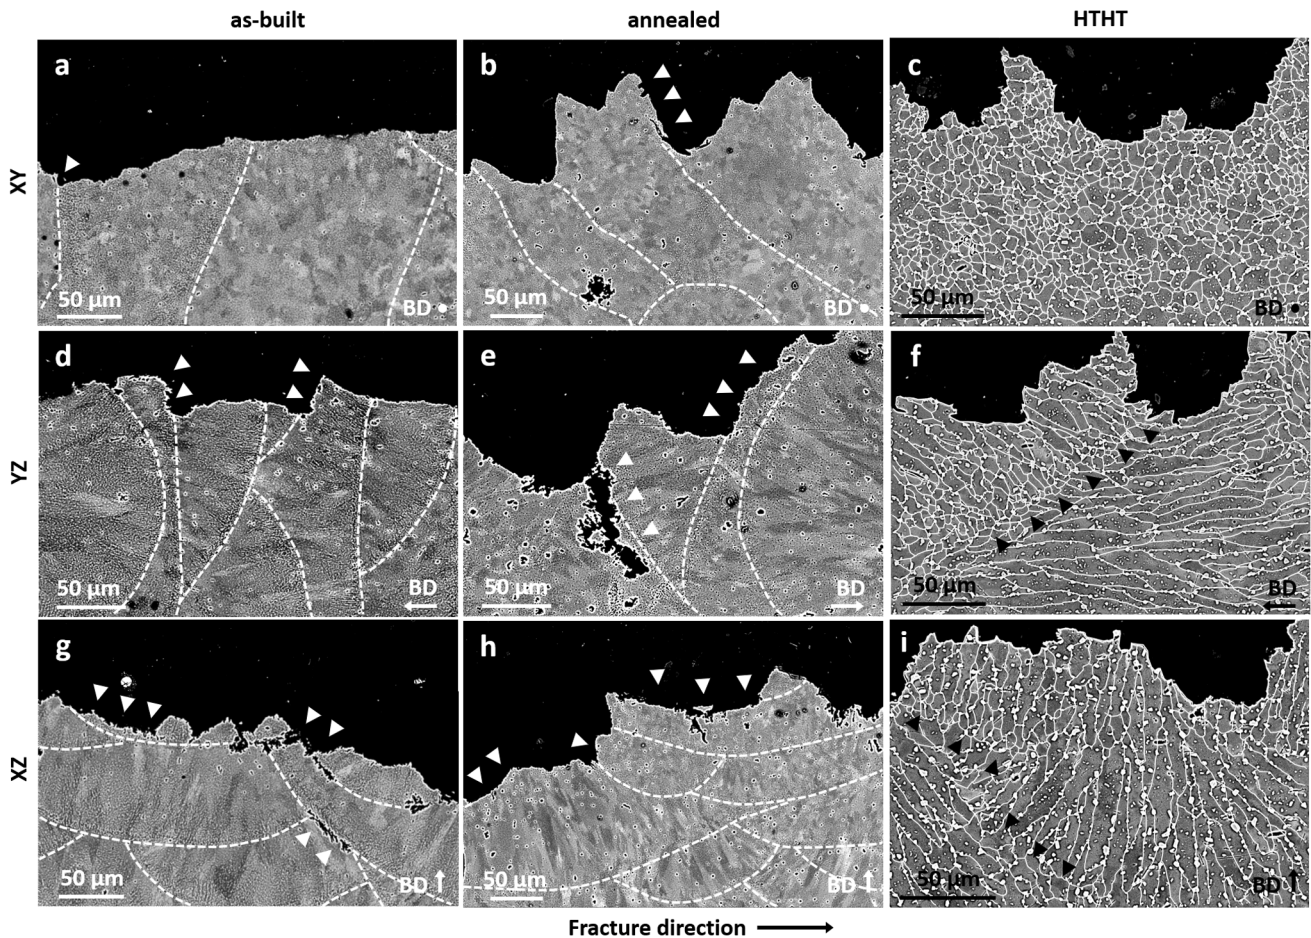 as-built annealed HTHT
XY
a
50 µm
BD
b
50 µm
BD
c
50 µm
BD
YZ
d
50 µm
BD
e
50 µm
BD
f
50 µm
BD
XZ
g
50 µm
BD
h
50 µm
BD
i
50 µm
BD
Fracture direction